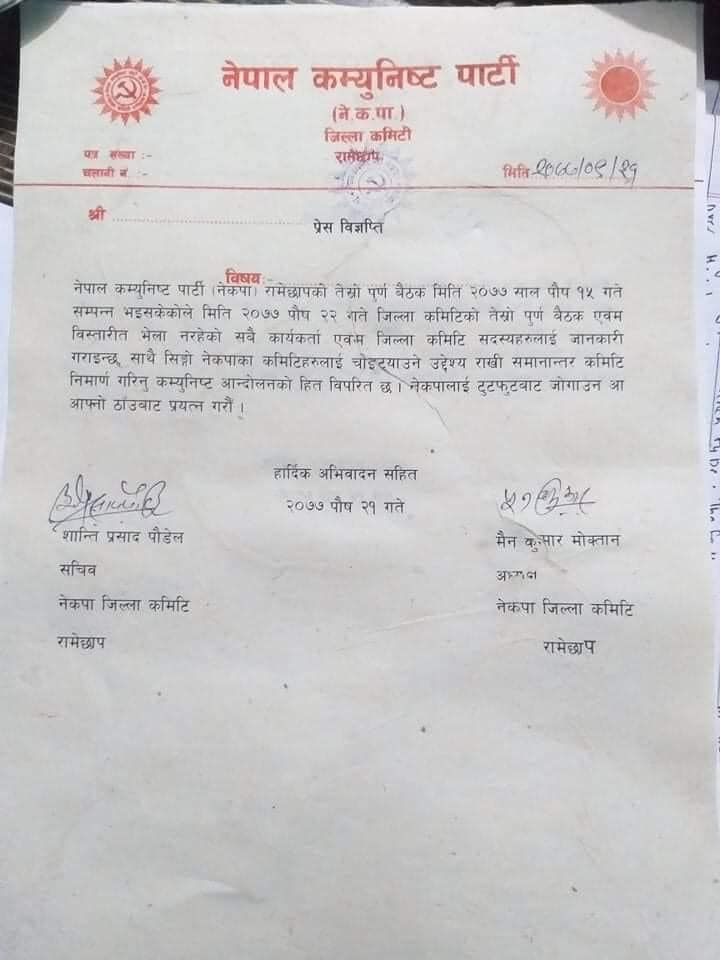 नेपाल कम्युनिष्ट पार्टी
(ने.क.पा.)
जिल्ला कमिटी
रामेछाप
पत्र संख्या :-
चलानी नं. :-
मिति २०७७/०९/२१
श्री
प्रेस विज्ञप्ति
विषय:-
नेपाल कम्युनिष्ट पार्टी (नेकपा) रामेछापको तेस्रो पुर्ण बैठक मिति २०७७ साल पौष १५ गते
सम्पन्न भइसकेकोले मिति २०७७ पौष २२ गते जिल्ला कमिटिको तेस्रो पुर्ण बैठक एवम
विस्तारीत भेला नरहेको सवै कार्यकर्ता एवम जिल्ला कमिटि सदस्यहरुलाई जानकारी
गराइन्छ, साथै सिङ्गो नेकपाका कमिटिहरुलाई चोइट्याउने उद्देश्य राखी समानान्तर कमिटि
निमार्ण गरिनु कम्युनिष्ट आन्दोलनको हित विपरित छ । नेकपालाई टुटफुटबाट जोगाउन आ
आफ्नो ठाँउबाट प्रयत्न गरौं ।
हार्दिक अभिवादन सहित
२०७७ पौष २१ गते
शान्ति प्रसाद पौडेल
सचिव
नेकपा जिल्ला कमिटि
रामेछाप
मैन कुमार मोक्तान
अध्यक्ष
नेकपा जिल्ला कमिटि
रामेछाप